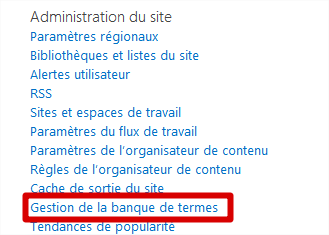 Administration du site
Paramètres régionaux
Bibliothèques et listes du site
Alertes utilisateur
RSS
Sites et espaces de travail
Paramètres du flux de travail
Paramètres de l'organisateur de contenu
Règles de l'organisateur de contenu
Cache de sortie du site
Gestion de la banque de termes
Tendances de popularité